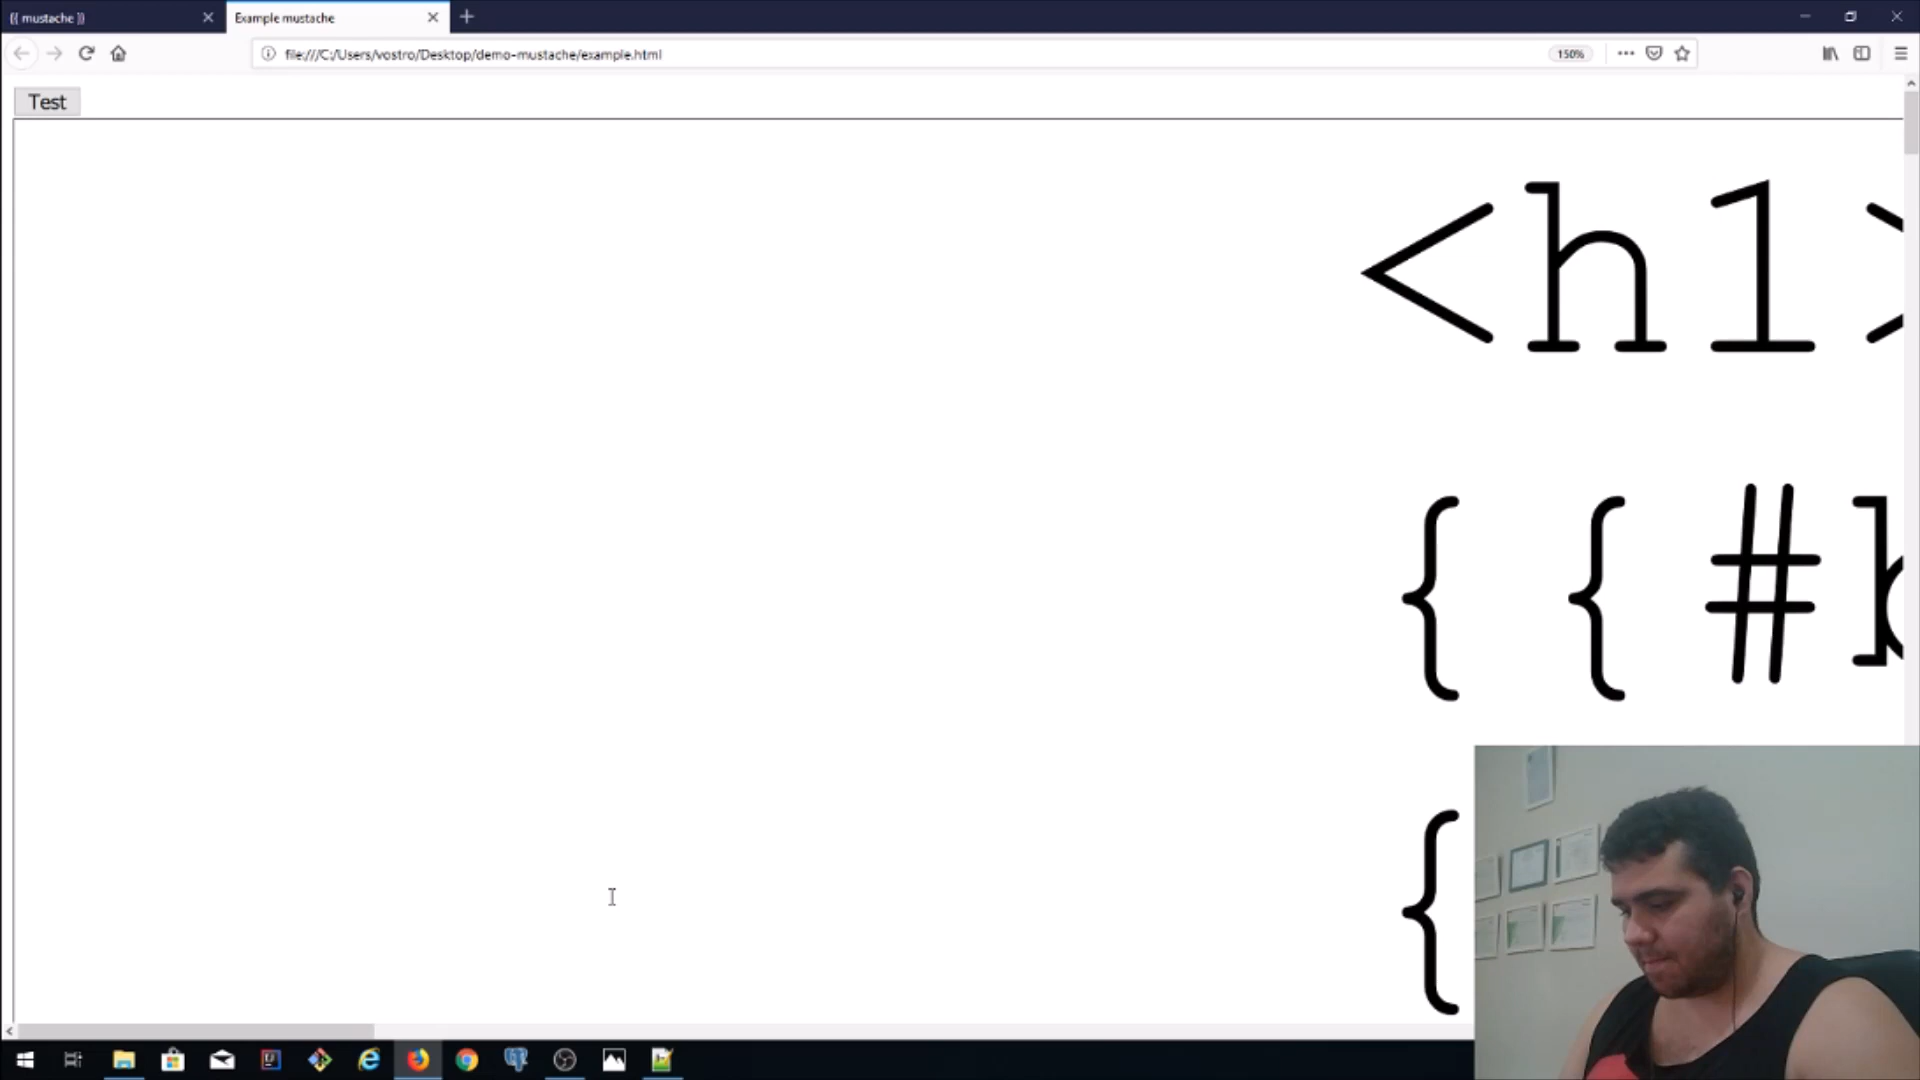 {{ mustache }}
Example mustache
file:///C:/Users/vostro/Desktop/demo-mustache/example.html
150%
Test
<h1>
{{#b
{